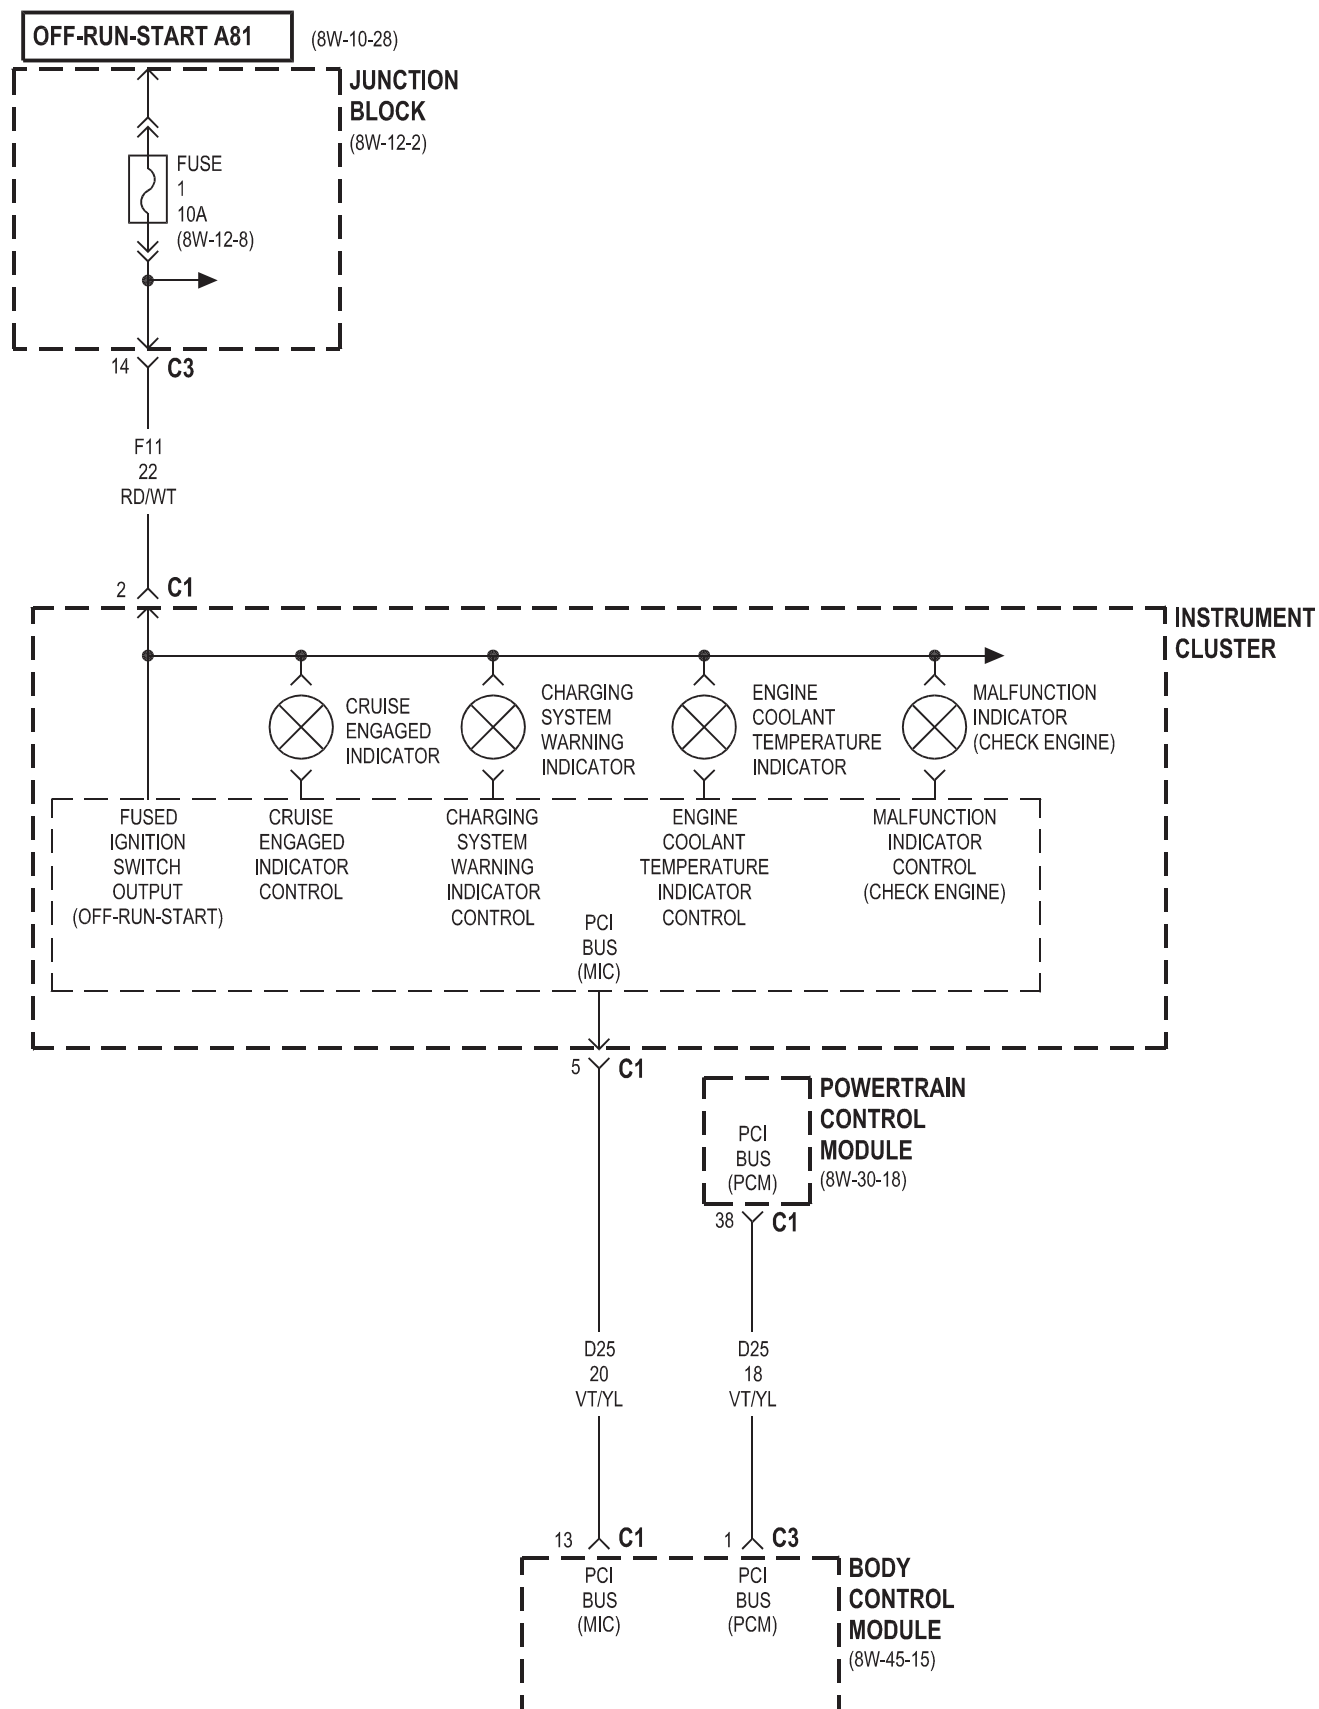 OFF-RUN-START A81
(8W-10-28)
JUNCTION
BLOCK
(8W-12-2)
FUSE
1
10A
(8W-12-8)
14
C3
F11
22
RD/WT
2
C1
INSTRUMENT
CLUSTER
CRUISE
ENGAGED
INDICATOR
CHARGING
SYSTEM
WARNING
INDICATOR
ENGINE
COOLANT
TEMPERATURE
INDICATOR
MALFUNCTION
INDICATOR
(CHECK ENGINE)
FUSED
IGNITION
SWITCH
OUTPUT
(OFF-RUN-START)
CRUISE
ENGAGED
INDICATOR
CONTROL
CHARGING
SYSTEM
WARNING
INDICATOR
CONTROL
PCI
BUS
(MIC)
ENGINE
COOLANT
TEMPERATURE
INDICATOR
CONTROL
MALFUNCTION
INDICATOR
CONTROL
(CHECK ENGINE)
5
C1
PCI
BUS
(PCM)
POWERTRAIN
CONTROL
MODULE
(8W-30-18)
38
C1
D25
20
VT/YL
D25
18
VT/YL
13
C1
1
C3
PCI
BUS
(MIC)
PCI
BUS
(PCM)
BODY
CONTROL
MODULE
(8W-45-15)